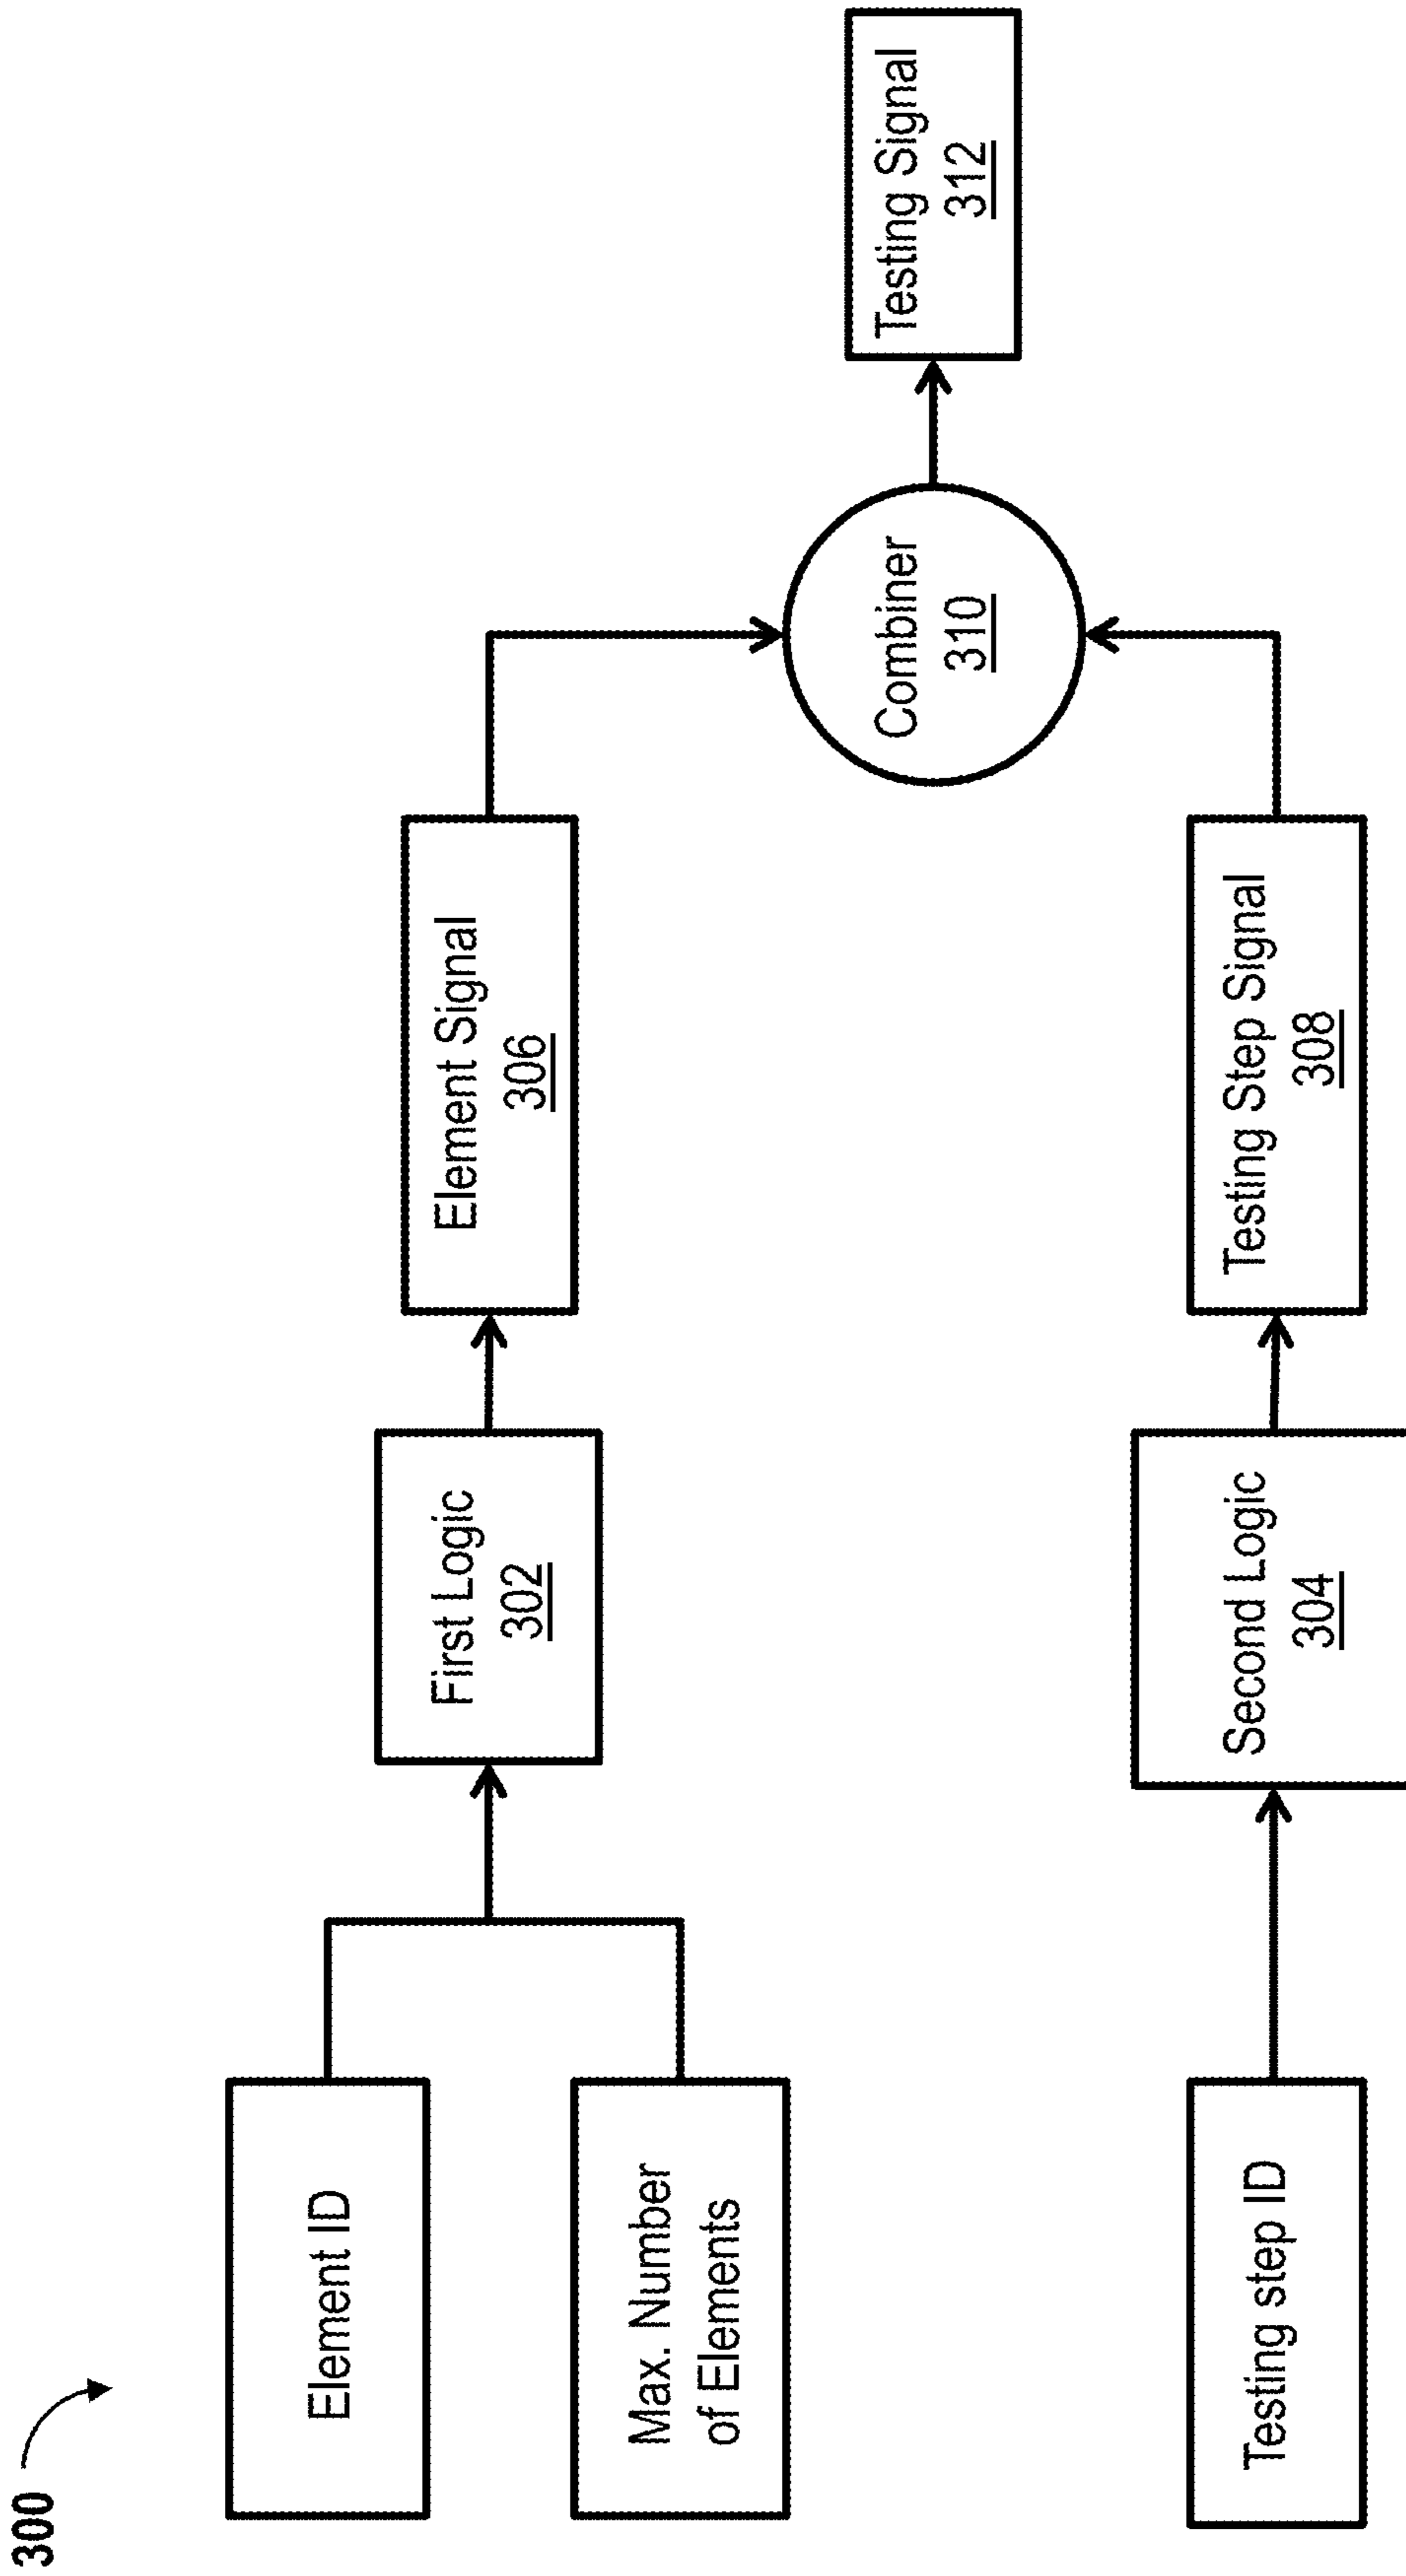 300
Element ID
Max. Number
of Elements
Testing step ID
First Logic
302
Second Logic
304
Element Signal
306
Testing Step Signal
308
Combiner
310
Testing Signal
312